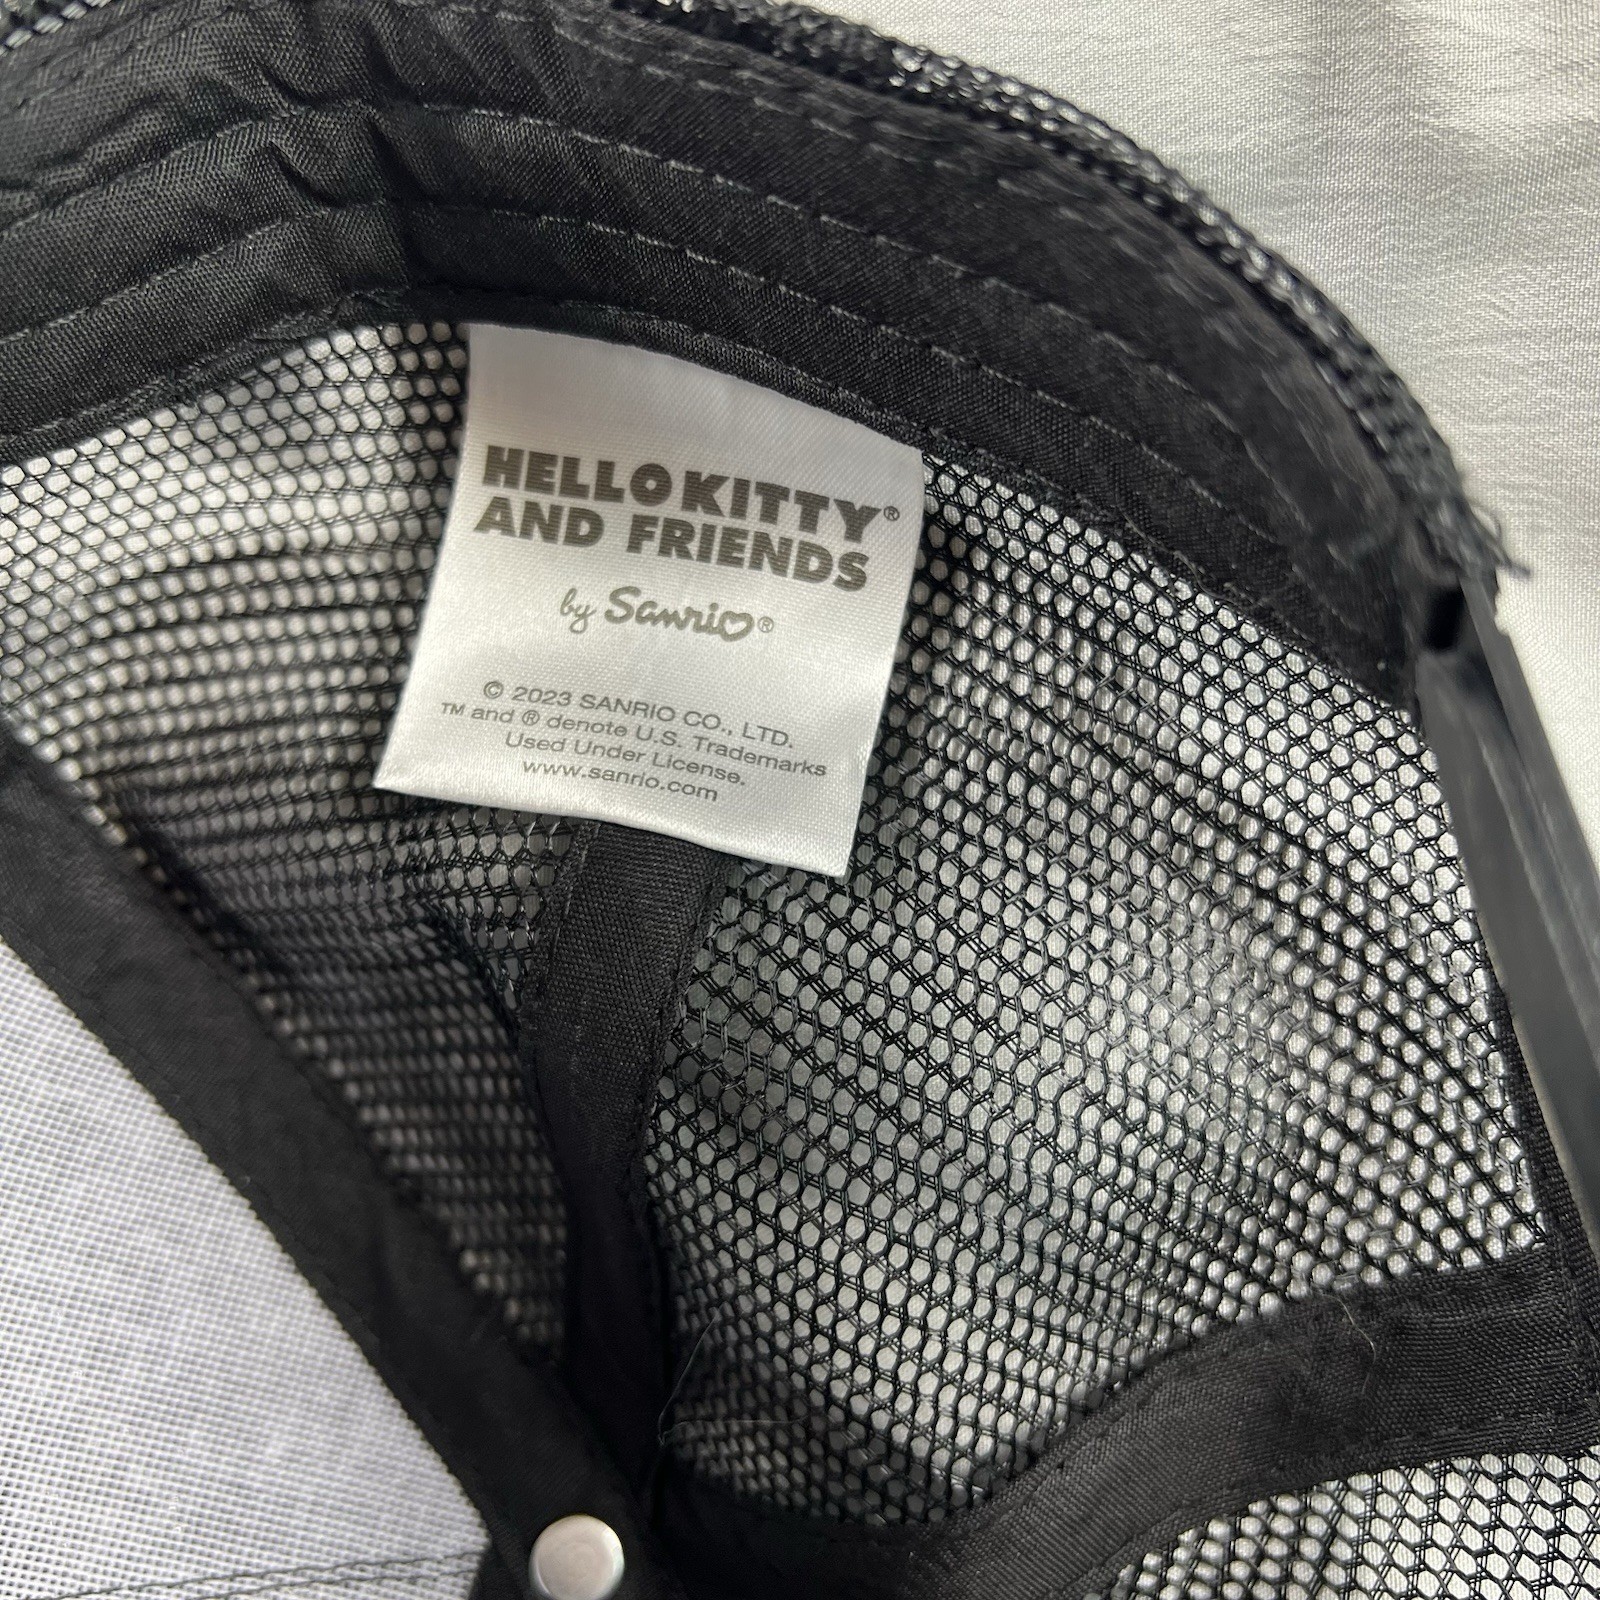 HELLO KITTY®
AND FRIENDS
by Sanrio®
© 2023 SANRIO CO., LTD.
TM and ® denote U.S. Trademarks
Used Under License.
www.sanrio.com